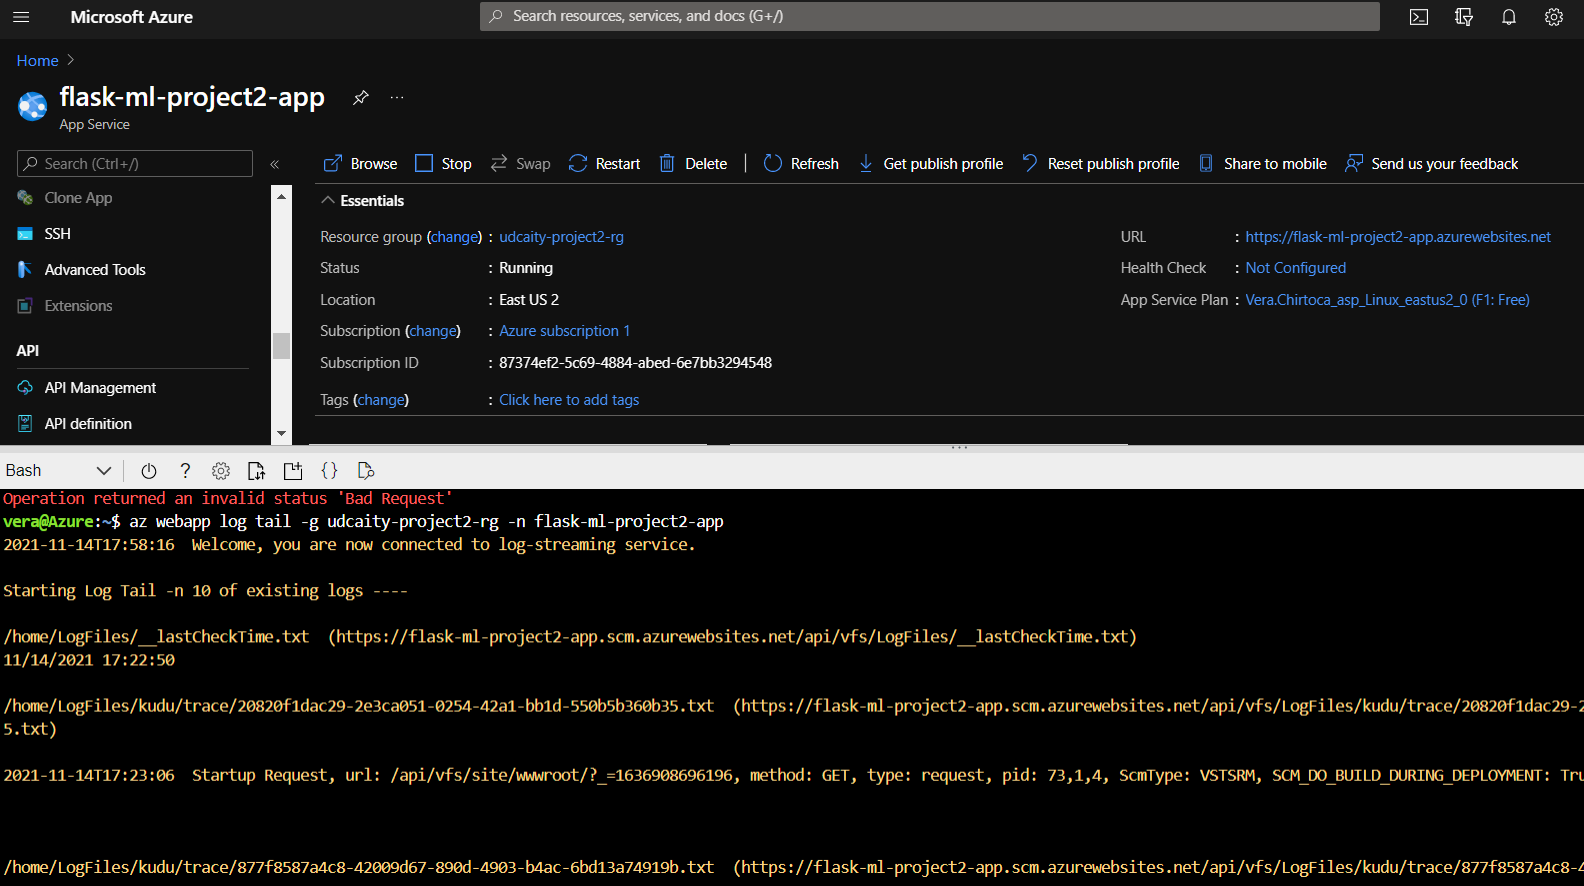 Microsoft Azure
Search resources, services, and docs (G+/)
Home
flask-ml-project2-app
App Service
Search (Ctrl+/)
Clone App
SSH
Advanced Tools
Extensions
API
API Management
API definition
Browse Stop Swap Restart Delete Refresh Get publish profile Reset publish profile Share to mobile Send us your feedback
Essentials
Resource group (change) : udcaity-project2-rg
Status : Running
Location : East US 2
Subscription (change) : Azure subscription 1
Subscription ID : 87374ef2-5c69-4884-abed-6e7bb3294548
Tags (change) : Click here to add tags
URL : https://flask-ml-project2-app.azurewebsites.net
Health Check : Not Configured
App Service Plan : Vera.Chirtoca_asp_Linux_eastus2_0 (F1: Free)
Bash
Operation returned an invalid status 'Bad Request'
vera@Azure:~$ az webapp log tail -g udcaity-project2-rg -n flask-ml-project2-app
2021-11-14T17:58:16 Welcome, you are now connected to log-streaming service.
Starting Log Tail -n 10 of existing logs ----
/home/LogFiles/__lastCheckTime.txt (https://flask-ml-project2-app.scm.azurewebsites.net/api/vfs/LogFiles/__lastCheckTime.txt)
11/14/2021 17:22:50
/home/LogFiles/kudu/trace/20820f1dac29-2e3ca051-0254-42a1-bb1d-550b5b360b35.txt (https://flask-ml-project2-app.scm.azurewebsites.net/api/vfs/LogFiles/kudu/trace/20820f1dac29-2
5.txt)
2021-11-14T17:23:06 Startup Request, url: /api/vfs/site/wwwroot/?_=1636908696196, method: GET, type: request, pid: 73,1,4, ScmType: VSTSRM, SCM_DO_BUILD_DURING_DEPLOYMENT: Tru
/home/LogFiles/kudu/trace/877f8587a4c8-42009d67-890d-4903-b4ac-6bd13a74919b.txt (https://flask-ml-project2-app.scm.azurewebsites.net/api/vfs/LogFiles/kudu/trace/877f8587a4c8-4